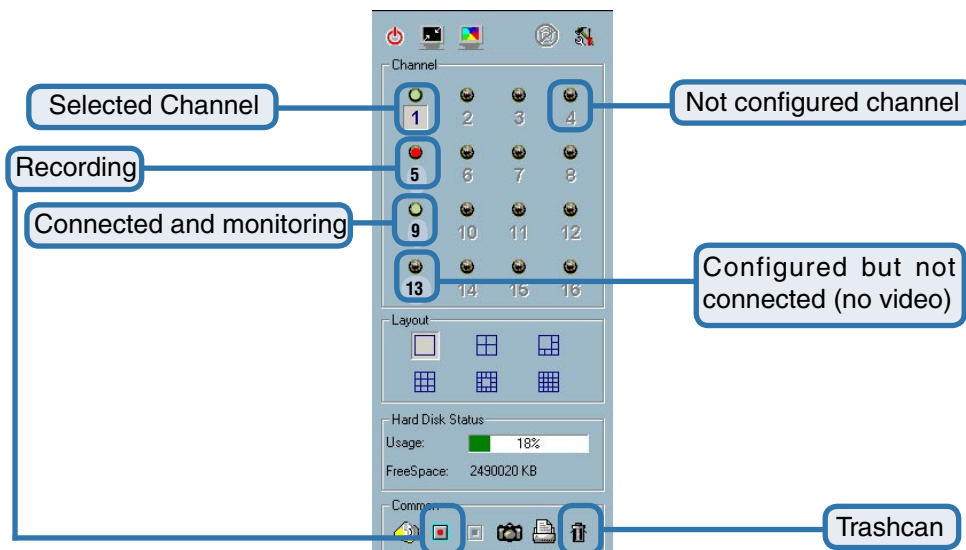 Channel
Selected Channel
1 2 3 4
Not configured channel
Recording
5 6 7 8
Connected and monitoring
9 10 11 12
13 14 15 16
Configured but not
connected (no video)
Layout
Hard Disk Status
Usage: 18%
FreeSpace: 2490020 KB
Common
Trashcan